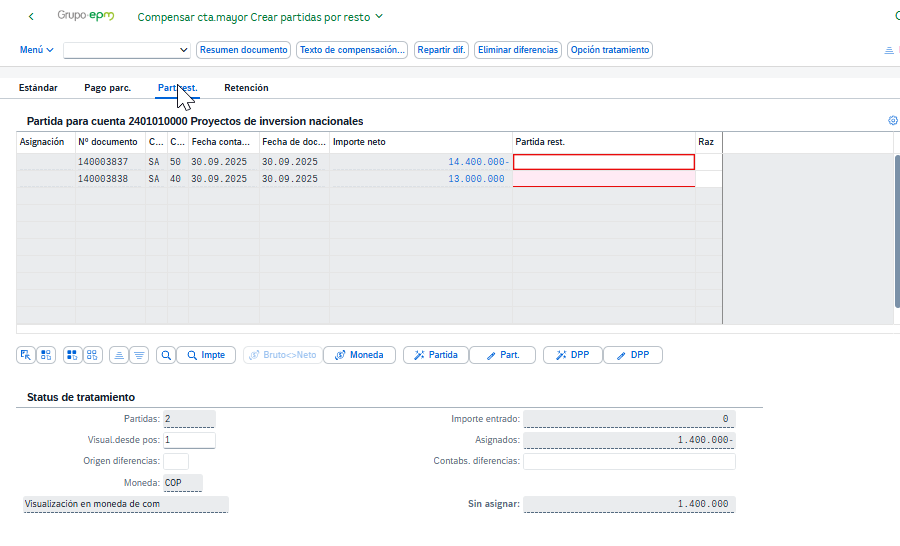 Grupo-epm Compensar cta.mayor Crear partidas por resto
Menú Resumen documento Texto de compensación... Repartir dif. Eliminar diferencias Opción tratamiento
Estándar Pago parc. Part.rest. Retención
Partida para cuenta 2401010000 Proyectos de inversion nacionales
Asignación Nº documento C... C... Fecha conta... Fecha de doc... Importe neto Partida rest. Raz
140003837 SA 50 30.09.2025 30.09.2025 14.400.000-
140003838 SA 40 30.09.2025 30.09.2025 13.000.000
Impte Bruto<>Neto Moneda Partida Part. DPP DPP
Status de tratamiento
Partidas: 2 Importe entrado: 0
Visual.desde pos: 1 Asignados: 1.400.000-
Origen diferencias: Contabs. diferencias:
Moneda: COP
Visualización en moneda de com Sin asignar: 1.400.000